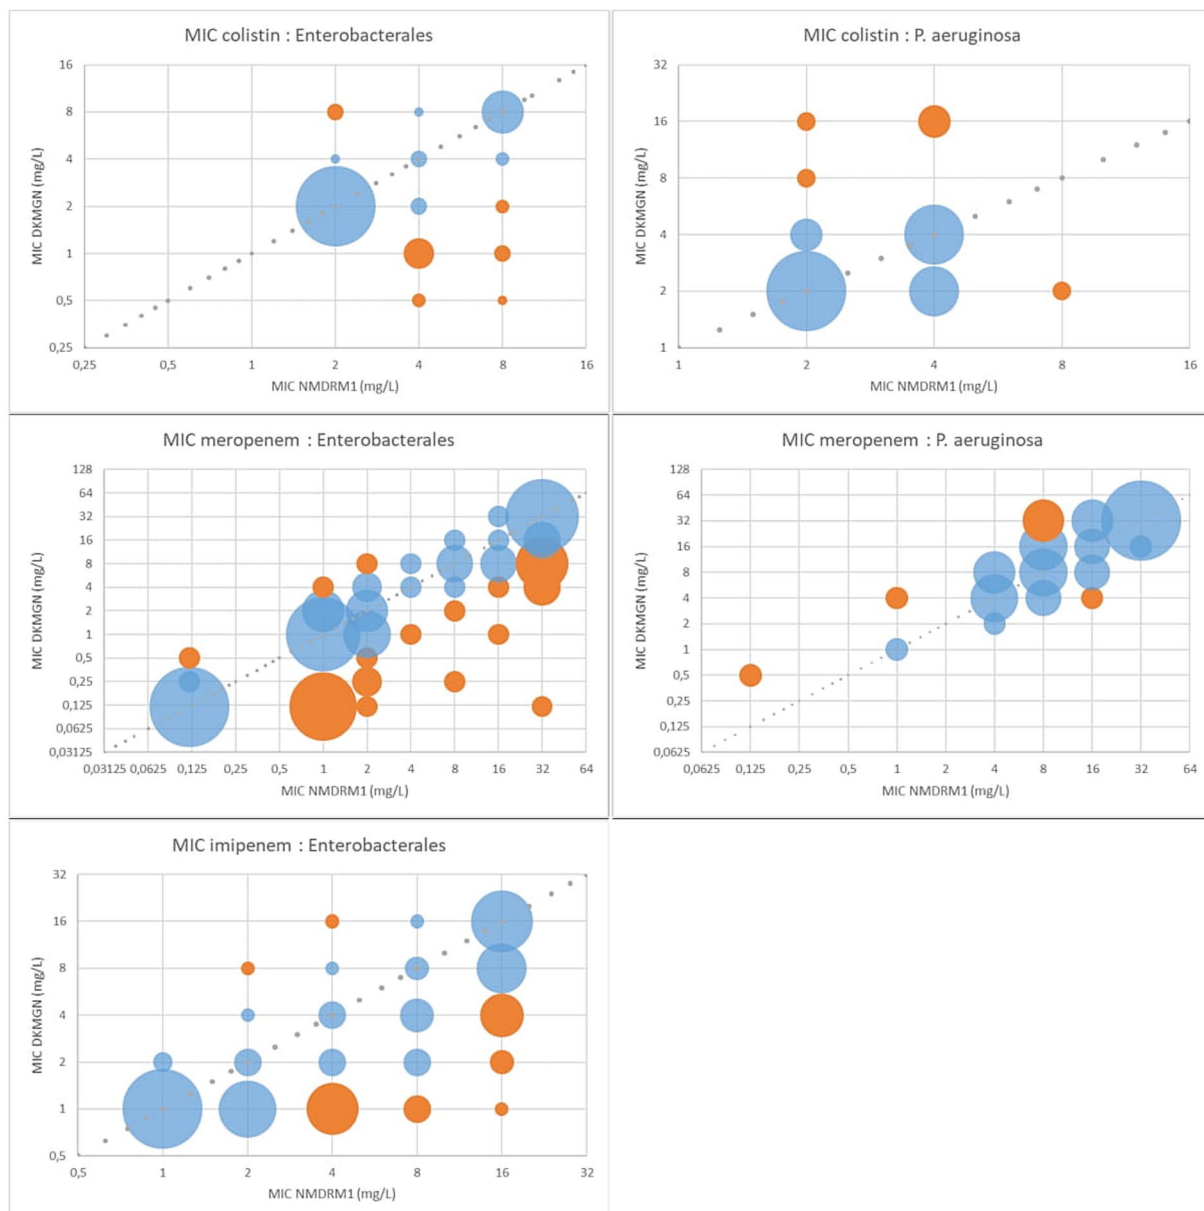 MIC colistin : Enterobacterales
16
8
4
2
1
0,5
0,25
0,25 0,5 1 2 4 8 16
MIC DKMGN (mg/L)
MIC NMDRM1 (mg/L)
MIC colistin : P. aeruginosa
32
16
8
4
2
1
1 2 4 8 16
MIC DKMGN (mg/L)
MIC NMDRM1 (mg/L)
MIC meropenem : Enterobacterales
128
64
32
16
8
4
2
1
0,5
0,25
0,125
0,0625
0,03125
0,03125 0,0625 0,125 0,25 0,5 1 2 4 8 16 32 64
MIC DKMGN (mg/L)
MIC NMDRM1 (mg/L)
MIC meropenem : P. aeruginosa
128
64
32
16
8
4
2
1
0,5
0,25
0,125
0,0625
0,0625 0,125 0,25 0,5 1 2 4 8 16 32 64
MIC DKMGN (mg/L)
MIC NMDRM1 (mg/L)
MIC imipenem : Enterobacterales
32
16
8
4
2
1
0,5
0,5 1 2 4 8 16 32
MIC DKMGN (mg/L)
MIC NMDRM1 (mg/L)